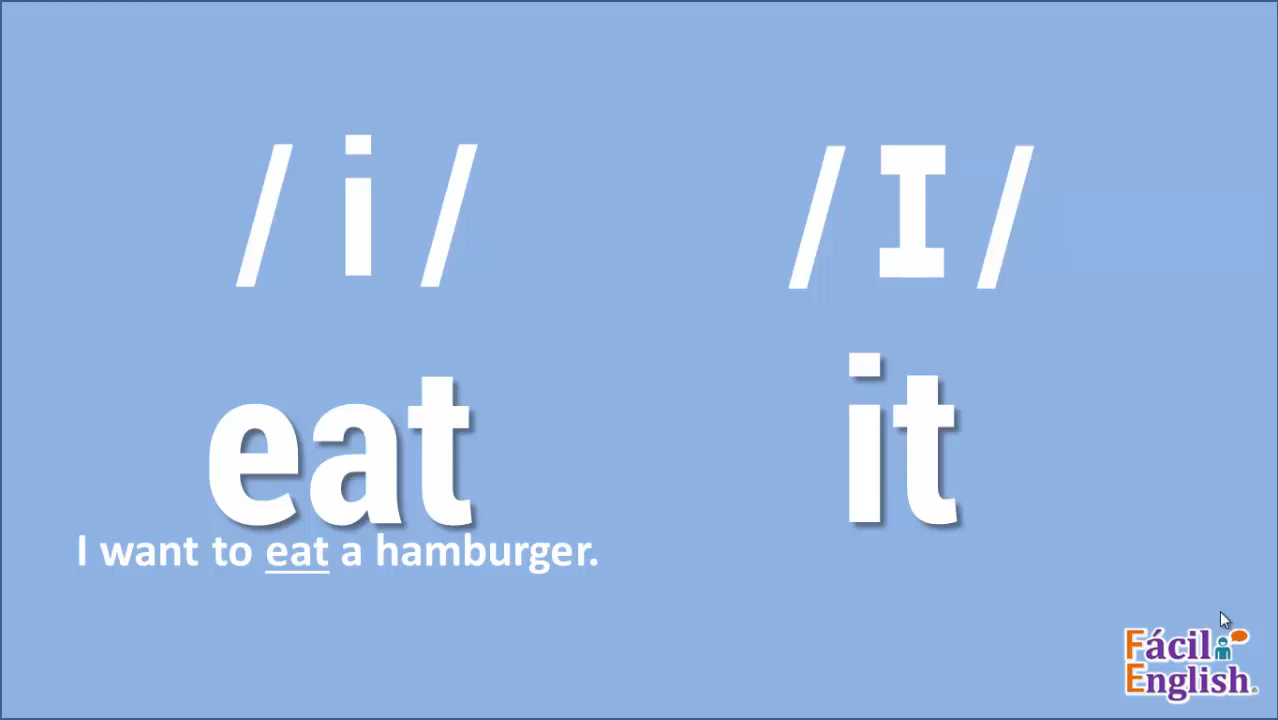 / i / / I /
eat it
I want to eat a hamburger.
Fácil
English